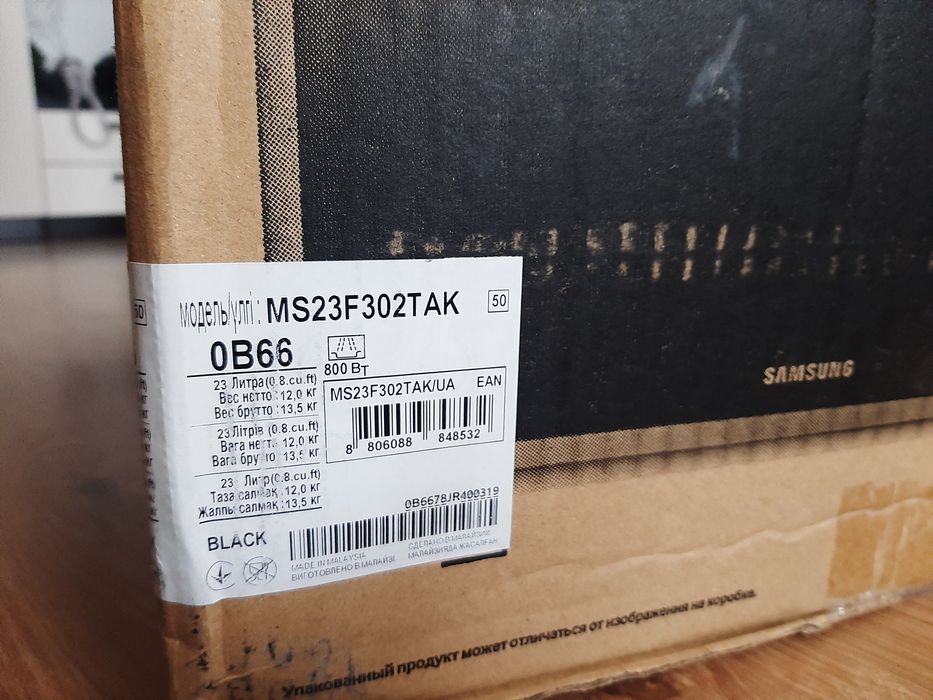 SAMSUNG
модель/үлгі : MS23F302TAK 50
0B66
800 Вт
23 Литра(0.8.cu.ft)
Вес нетто :12,0 кг
Вес брутто :13,5 кг
23 Літрів (0.8.cu.ft)
Вага нетто 12,0 кг
Вага брутто :13,5 кг
23 Литр(0.8.cu.ft)
Таза салмақ :12,0 кг
Жалпы салмақ :13,5 кг
MS23F302TAK/UA EAN
8 806088 848532
0B6678JR400319
BLACK
MADE IN MALAYSIA
ВИГОТОВЛЕНО В МАЛАЙЗІЇ
СДЕЛАНО В МАЛАЙЗИИ
МАЛАЙЗИЯДА ЖАСАЛҒАН
Упакованный продукт может отличаться от изображения на коробке.